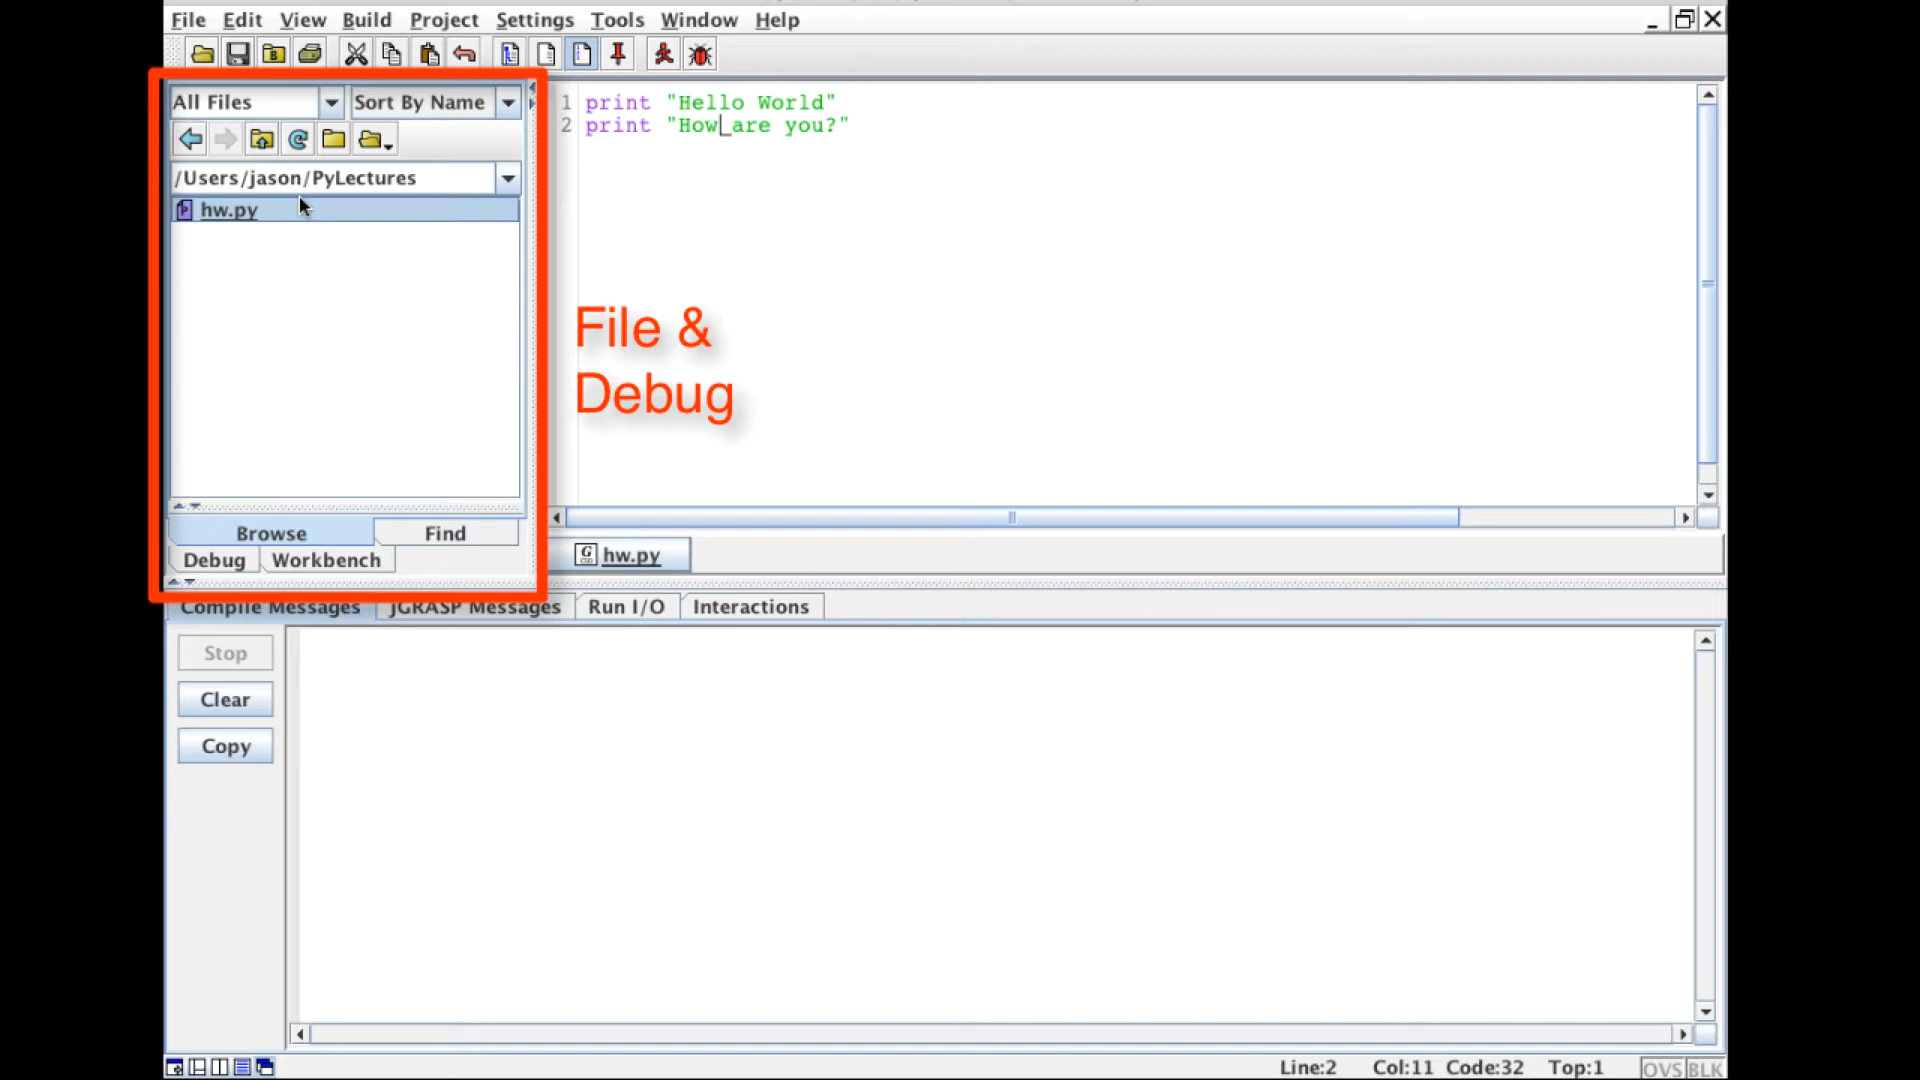 File Edit View Build Project Settings Tools Window Help
All Files Sort By Name
/Users/jason/PyLectures
hw.py
1 print "Hello World"
2 print "How are you?"
File &
Debug
Browse Find
Debug Workbench
hw.py
Compile Messages jGRASP Messages Run I/O Interactions
Stop
Clear
Copy
Line:2 Col:11 Code:32 Top:1 OVS BLK